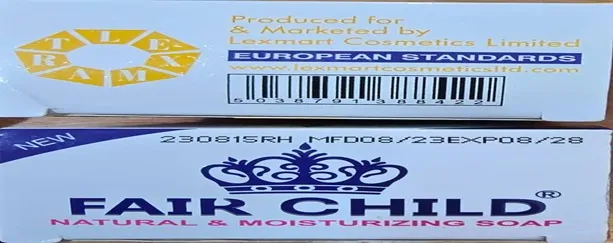 LEXMART
Produced for
& Marketed by
Lexmart Cosmetics Limited
EUROPEAN STANDARDS
www.lexmartcosmeticsltd.com
5038791388422
NEW
230815RH MFD08/23EXP08/28
FAIR CHILD®
NATURAL & MOISTURIZING SOAP